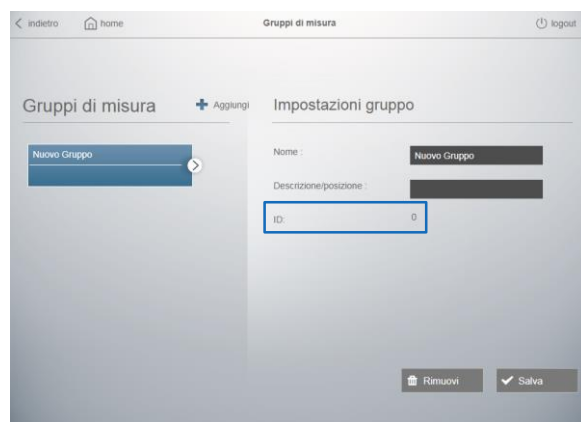 indietro home Gruppi di misura logout
Gruppi di misura Aggiungi
Nuovo Gruppo
Impostazioni gruppo
Nome : Nuovo Gruppo
Descrizione/posizione :
ID: 0
Rimuovi Salva